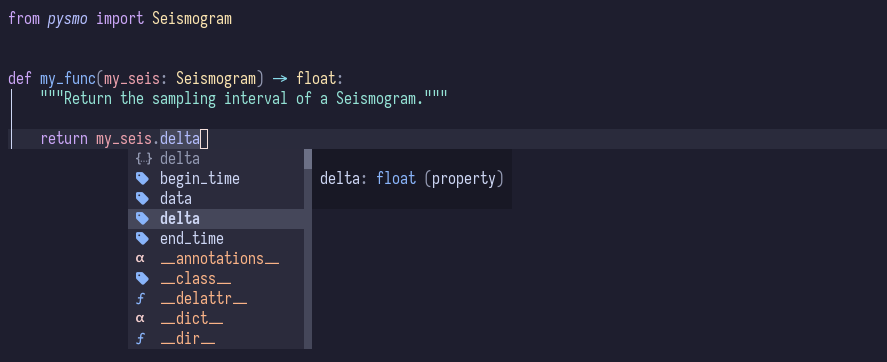 from pysmo import Seismogram
def my_func(my_seis: Seismogram) -> float:
"""Return the sampling interval of a Seismogram."""
return my_seis.delta
{..} delta
begin_time
delta: float (property)
data
delta
end_time
α __annotations__
__class__
ƒ __delattr__
α __dict__
ƒ __dir__